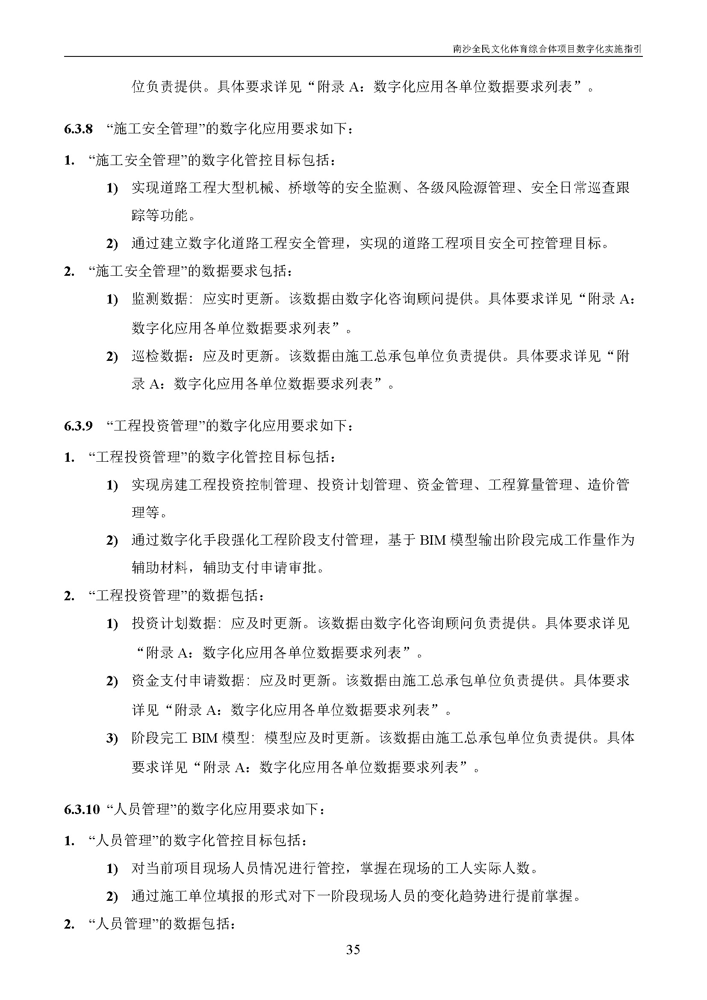 南沙全民文化体育综合体项目数字化实施指引
位负责提供。具体要求详见“附录 A：数字化应用各单位数据要求列表”。
6.3.8 “施工安全管理”的数字化应用要求如下：
1. “施工安全管理”的数字化管控目标包括：
1) 实现道路工程大型机械、桥墩等的安全监测、各级风险源管理、安全日常巡查跟
踪等功能。
2) 通过建立数字化道路工程安全管理，实现的道路工程项目安全可控管理目标。
2. “施工安全管理”的数据要求包括：
1) 监测数据：应实时更新。该数据由数字化咨询顾问提供。具体要求详见“附录 A：
数字化应用各单位数据要求列表”。
2) 巡检数据：应及时更新。该数据由施工总承包单位负责提供。具体要求详见“附
录 A：数字化应用各单位数据要求列表”。
6.3.9 “工程投资管理”的数字化应用要求如下：
1. “工程投资管理”的数字化管控目标包括：
1) 实现房建工程投资控制管理、投资计划管理、资金管理、工程算量管理、造价管
理等。
2) 通过数字化手段强化工程阶段支付管理，基于 BIM 模型输出阶段完成工作量作为
辅助材料，辅助支付申请审批。
2. “工程投资管理”的数据包括：
1) 投资计划数据：应及时更新。该数据由数字化咨询顾问负责提供。具体要求详见
“附录 A：数字化应用各单位数据要求列表”。
2) 资金支付申请数据：应及时更新。该数据由施工总承包单位负责提供。具体要求
详见“附录 A：数字化应用各单位数据要求列表”。
3) 阶段完工 BIM 模型：模型应及时更新。该数据由施工总承包单位负责提供。具体
要求详见“附录 A：数字化应用各单位数据要求列表”。
6.3.10 “人员管理”的数字化应用要求如下：
1. “人员管理”的数字化管控目标包括：
1) 对当前项目现场人员情况进行管控，掌握在现场的工人实际人数。
2) 通过施工单位填报的形式对下一阶段现场人员的变化趋势进行提前掌握。
2. “人员管理”的数据包括：
35